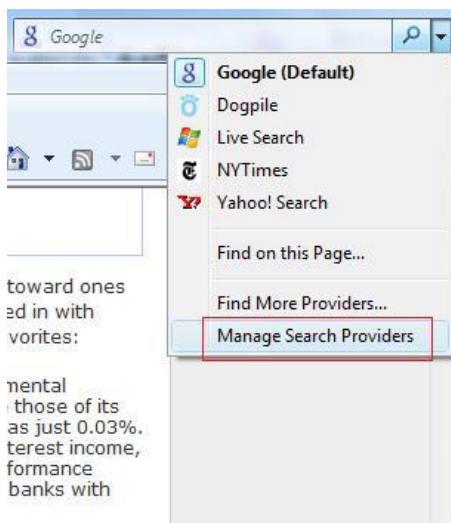 Google
Google (Default)
Dogpile
Live Search
NYTimes
Yahoo! Search
Find on this Page...
Find More Providers...
Manage Search Providers
toward ones
ed in with
vorites:
mental
those of its
as just 0.03%.
terest income,
formance
banks with